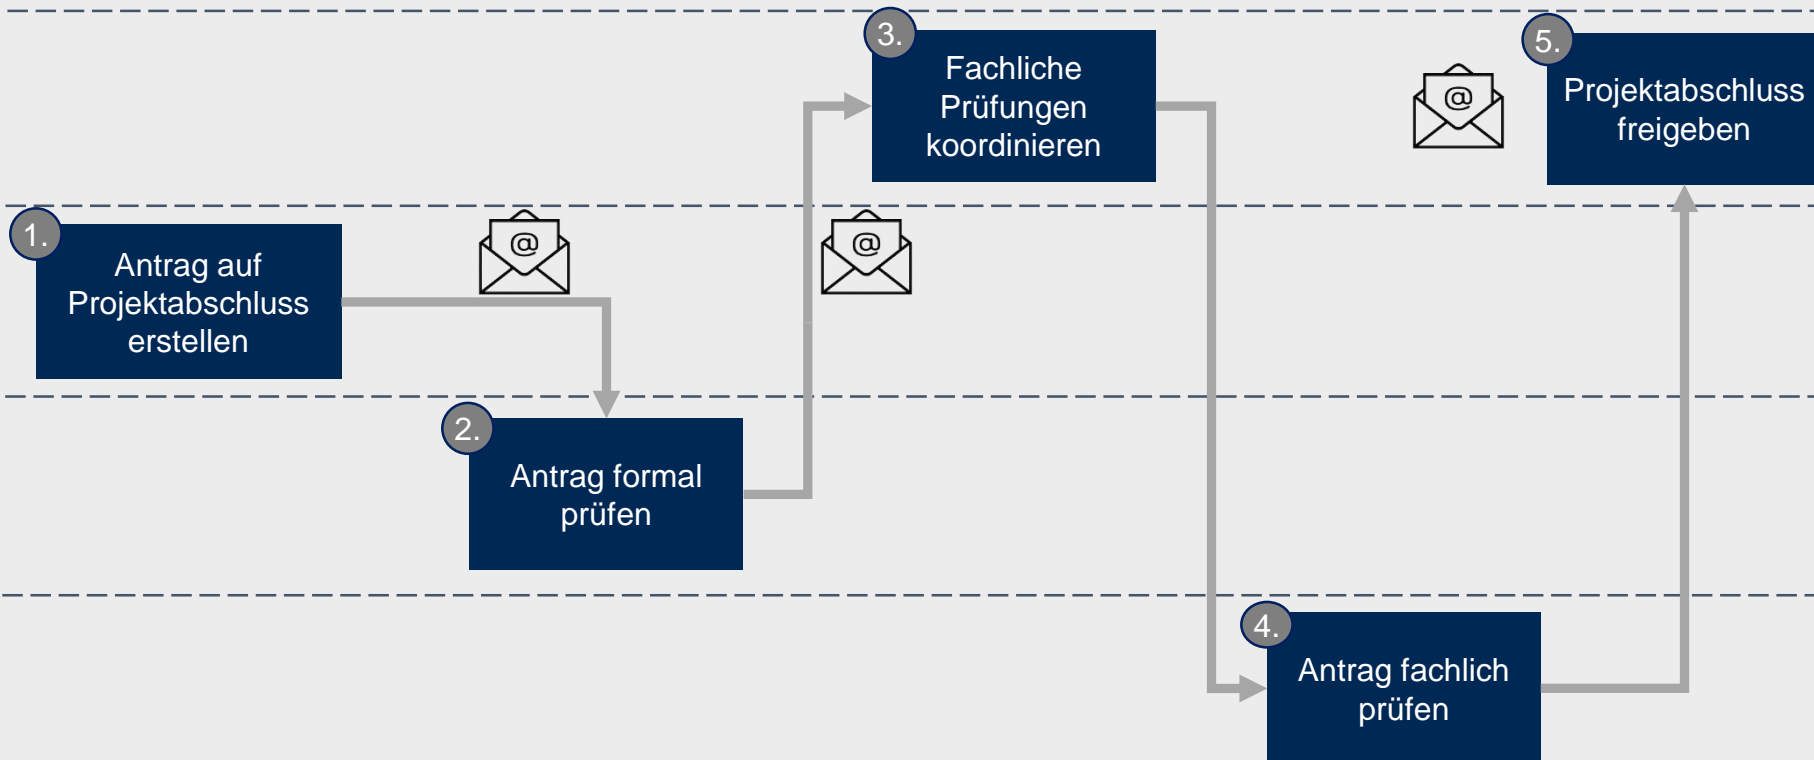 1.
Antrag auf
Projektabschluss
erstellen
@
2.
Antrag formal
prüfen
@
3.
Fachliche
Prüfungen
koordinieren
4.
Antrag fachlich
prüfen
@
5.
Projektabschluss
freigeben